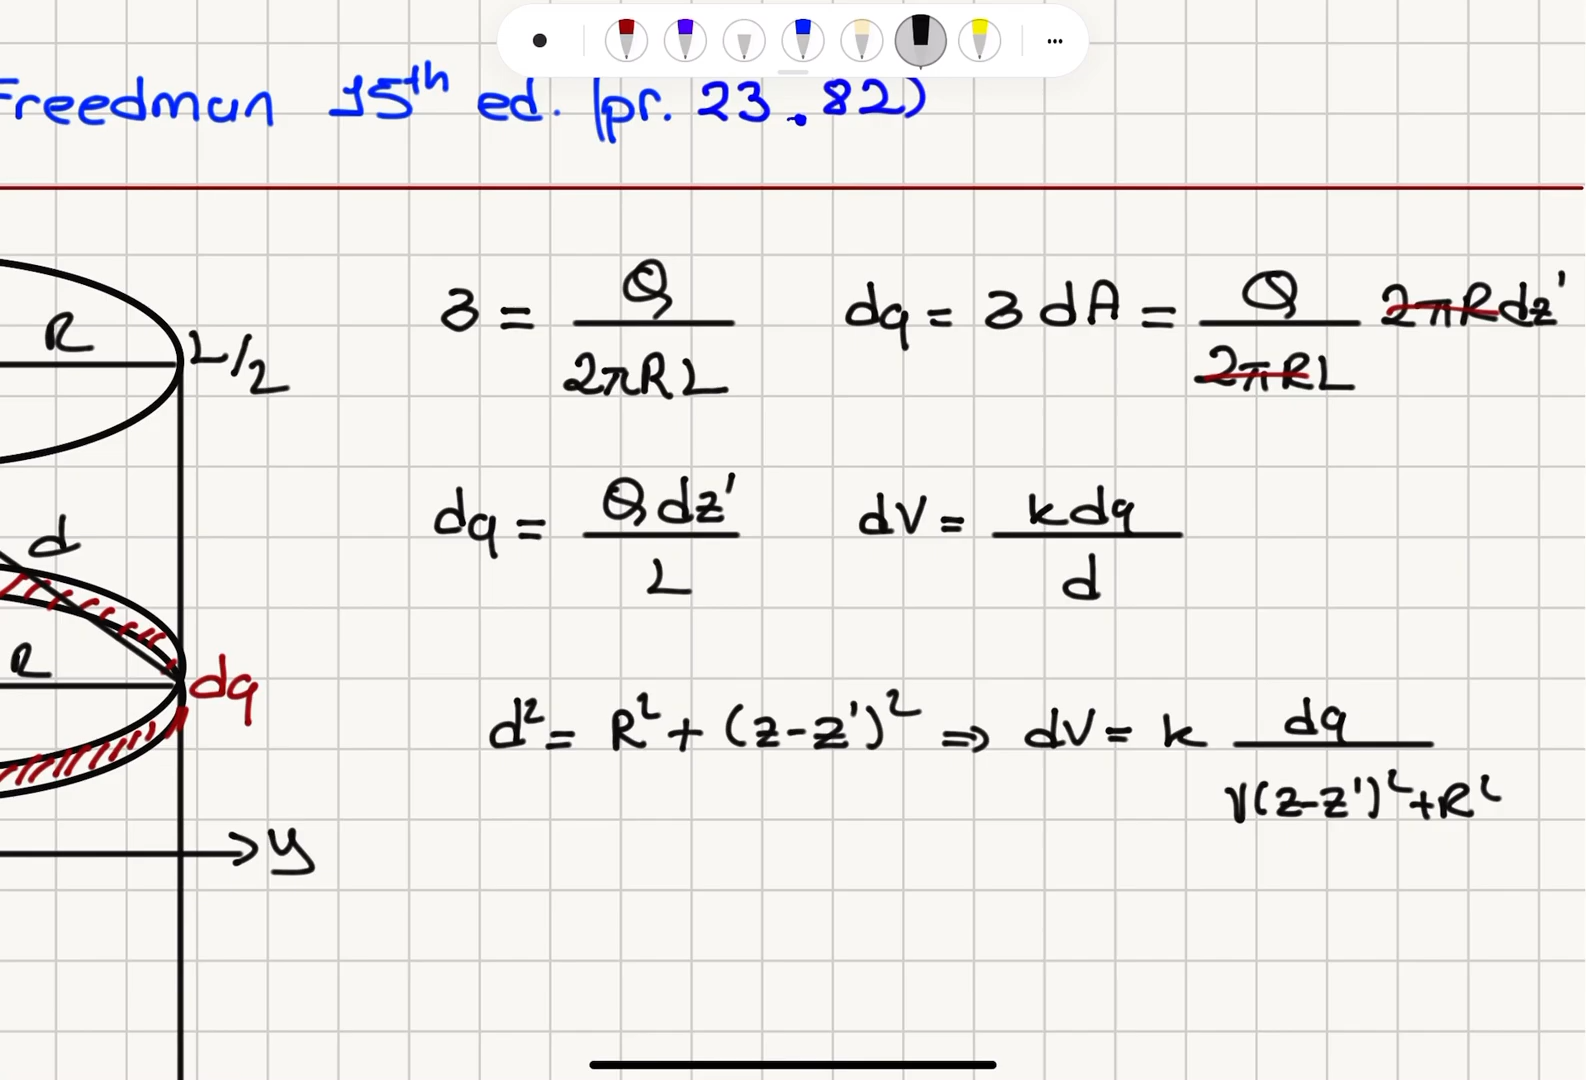 Freedman 15th ed. (pr. 23.82)
R L/2
σ = Q / 2πRL dq = σ dA = Q / 2πRL 2πR dz'
d
dq = Q dz' / L dV = k dq / d
R dq
d² = R² + (z-z')² ⇒ dV = k dq / √(z-z')² + R²
y